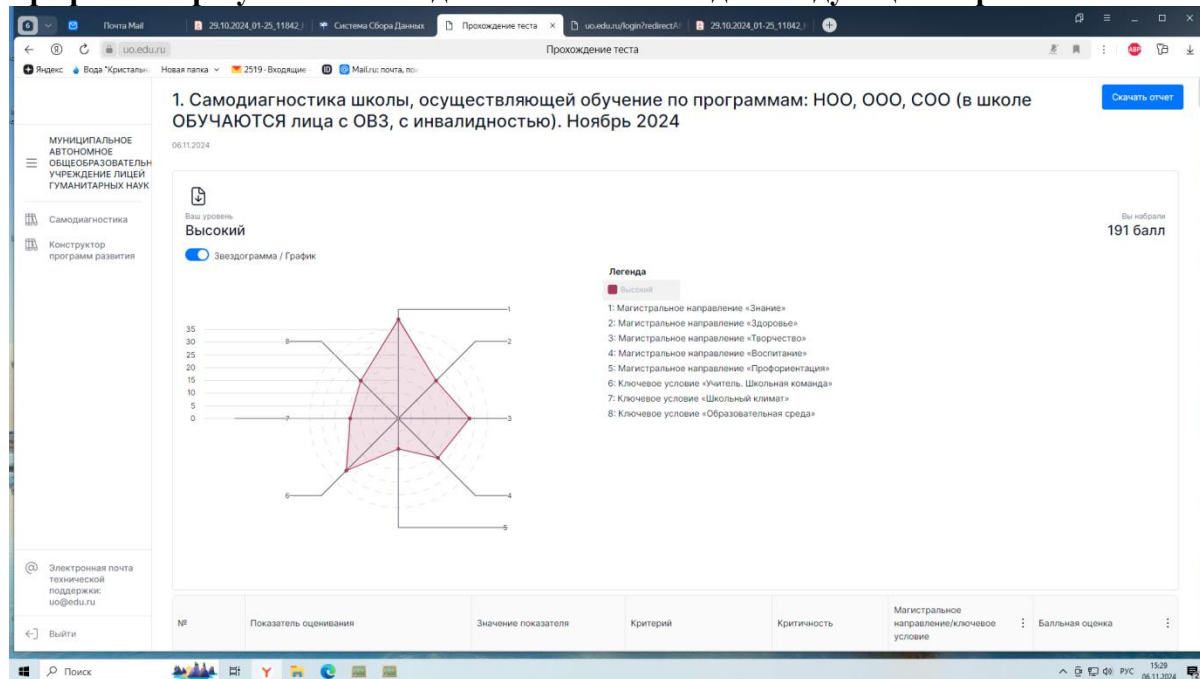 6
Почта Mail
29.10.2024_01-25_11842_
Система Сбора Данных
Прохождение теста
uo.edu.ru/login?redirectAf
29.10.2024_01-25_11842_
uo.edu.ru
Прохождение теста
ABP
Яндекс
Вода "Кристальн
Новая папка
2519 - Входящие
Mail.ru: почта, по
1. Самодиагностика школы, осуществляющей обучение по программам: НОО, ООО, СОО (в школе
ОБУЧАЮТСЯ лица с ОВЗ, с инвалидностью). Ноябрь 2024
Скачать отчет
06.11.2024
МУНИЦИПАЛЬНОЕ
АВТОНОМНОЕ
ОБЩЕОБРАЗОВАТЕЛЬН
УЧРЕЖДЕНИЕ ЛИЦЕЙ
ГУМАНИТАРНЫХ НАУК
Самодиагностика
Конструктор
программ развития
Ваш уровень
Высокий
Вы набрали
191 балл
Звездограмма / График
Легенда
Высокий
1: Магистральное направление «Знание»
2: Магистральное направление «Здоровье»
3: Магистральное направление «Творчество»
4: Магистральное направление «Воспитание»
5: Магистральное направление «Профориентация»
6: Ключевое условие «Учитель. Школьная команда»
7: Ключевое условие «Школьный климат»
8: Ключевое условие «Образовательная среда»
35
30
25
20
15
10
5
0
1
2
3
4
5
6
7
8
Электронная почта
технической
поддержки:
uo@edu.ru
Выйти
№
Показатель оценивания
Значение показателя
Критерий
Критичность
Магистральное
направление/ключевое
условие
Балльная оценка
Поиск
РУС
15:29
06.11.2024